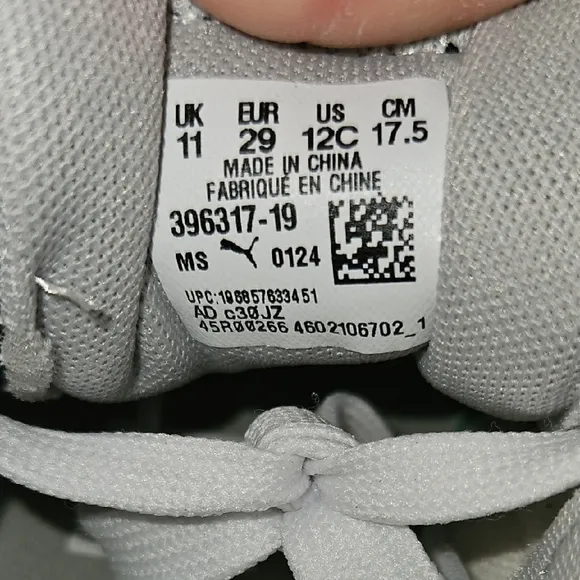 UK EUR US CM
11 29 12C 17.5
MADE IN CHINA
FABRIQUÉ EN CHINE
396317-19
MS 0124
UPC:196857633451
AD c30JZ
45R00266 4602106702_1